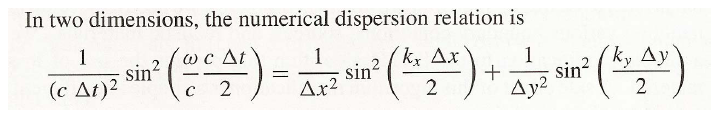 In two dimensions, the numerical dispersion relation is
1/(c Δt)² sin² (ω/c c Δt/2) = 1/Δx² sin² (kₓ Δx/2) + 1/Δy² sin² (k_y Δy/2)